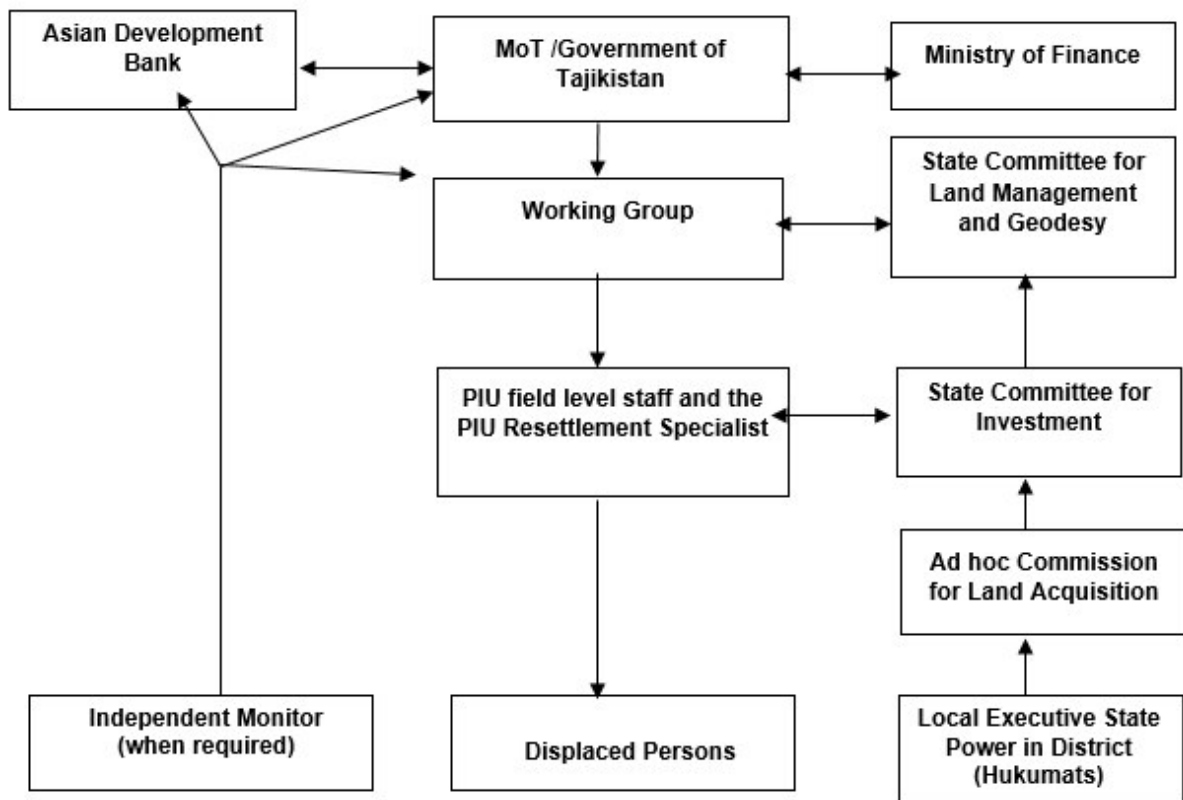 Asian Development
Bank
MoT /Government of
Tajikistan
Ministry of Finance
Working Group
State Committee for
Land Management
and Geodesy
PIU field level staff and the
PIU Resettlement Specialist
State Committee for
Investment
Ad hoc Commission
for Land Acquisition
Independent Monitor
(when required)
Displaced Persons
Local Executive State
Power in District
(Hukumats)